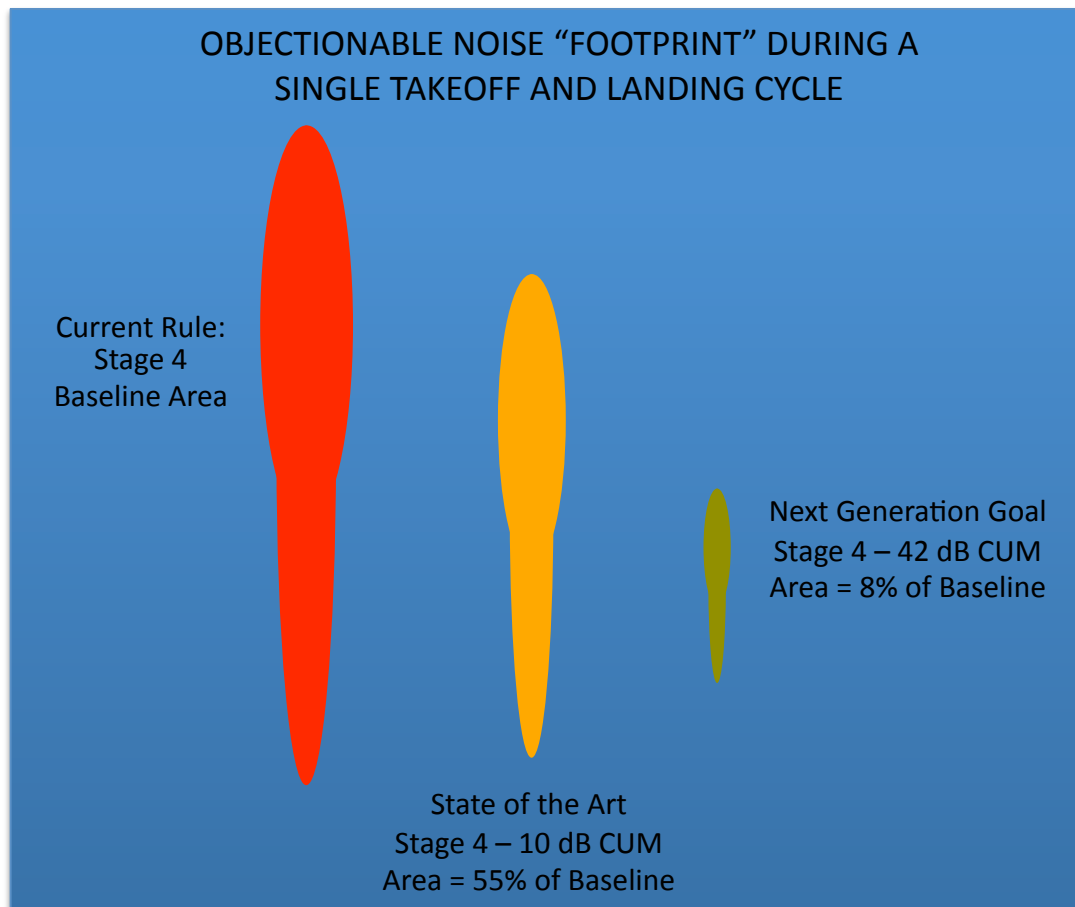 OBJECTIONABLE NOISE “FOOTPRINT” DURING A
SINGLE TAKEOFF AND LANDING CYCLE
Current Rule:
Stage 4
Baseline Area
State of the Art
Stage 4 – 10 dB CUM
Area = 55% of Baseline
Next Generation Goal
Stage 4 – 42 dB CUM
Area = 8% of Baseline